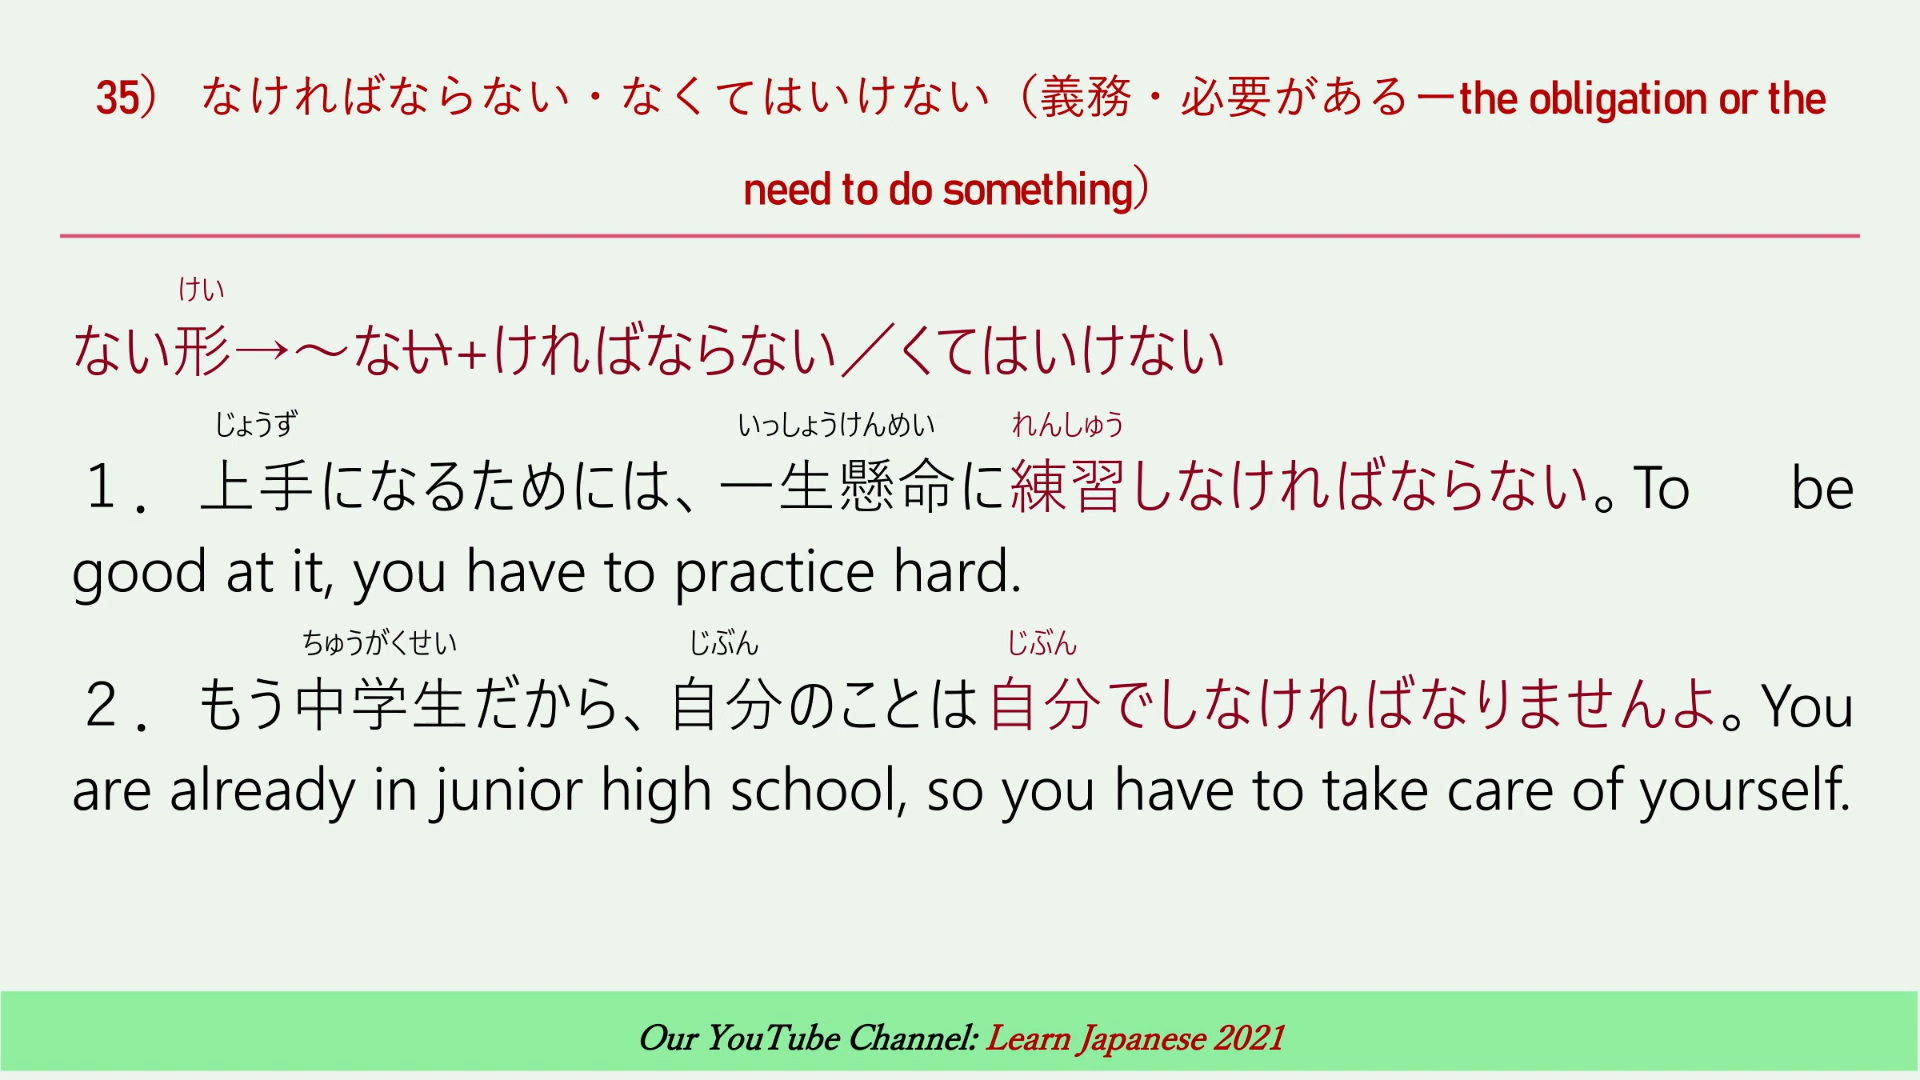 35） なければならない・なくてはいけない（義務・必要があるーthe obligation or the
need to do something）
けい
ない形→～ない+ければならない／くてはいけない
じょうず いっしょうけんめい れんしゅう
１． 上手になるためには、一生懸命に練習しなければならない。To be
good at it, you have to practice hard.
ちゅうがくせい じぶん じぶん
２． もう中学生だから、自分のことは自分でしなければなりませんよ。You
are already in junior high school, so you have to take care of yourself.
Our YouTube Channel: Learn Japanese 2021